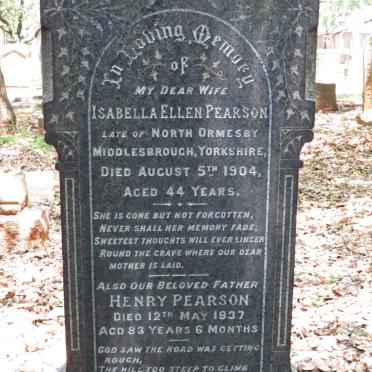 In Loving Memory
of
MY DEAR WIFE
ISABELLA ELLEN PEARSON
LATE OF NORTH ORMESBY
MIDDLESBROUGH, YORKSHIRE,
DIED AUGUST 5TH 1904,
AGED 44 YEARS.
SHE IS GONE BUT NOT FORGOTTEN,
NEVER SHALL HER MEMORY FADE,
SWEETEST THOUGHTS WILL EVER LINGER
ROUND THE GRAVE WHERE OUR DEAR
MOTHER IS LAID.
ALSO OUR BELOVED FATHER
HENRY PEARSON
DIED 12TH MAY 1937
AGED 83 YEARS 6 MONTHS
GOD SAW THE ROAD WAS GETTING
ROUGH,
THE HILL TOO STEEP TO CLIMB